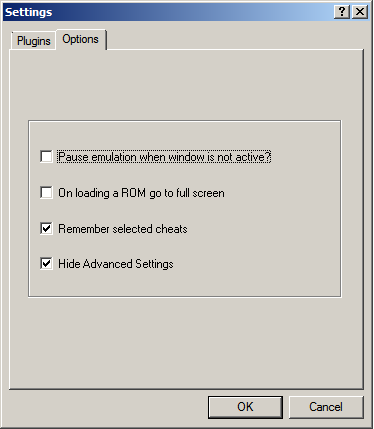 Settings
Plugins Options
Pause emulation when window is not active?
On loading a ROM go to full screen
Remember selected cheats
Hide Advanced Settings
OK Cancel